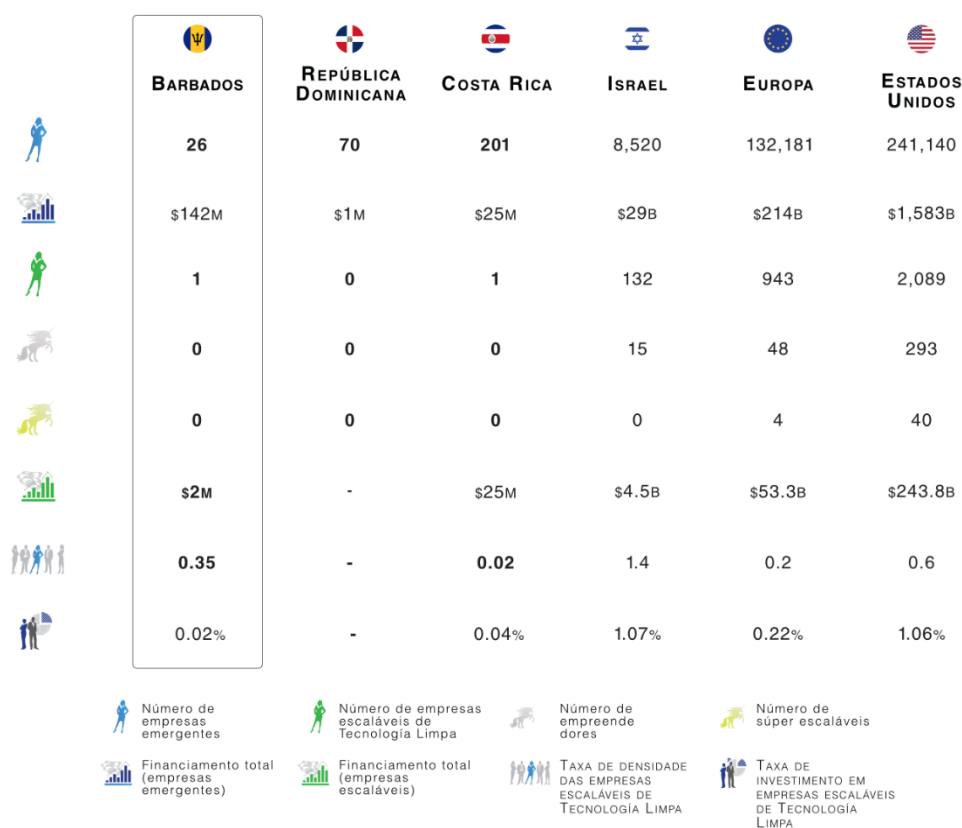 BARBADOS
REPÚBLICA
DOMINICANA
COSTA RICA
ISRAEL
EUROPA
ESTADOS
UNIDOS
26 70 201 8,520 132,181 241,140
$142M $1M $25M $29B $214B $1,583B
1 0 1 132 943 2,089
0 0 0 15 48 293
0 0 0 0 4 40
$2M - $25M $4.5B $53.3B $243.8B
0.35 - 0.02 1.4 0.2 0.6
0.02% - 0.04% 1.07% 0.22% 1.06%
Número de
empresas
emergentes
Número de empresas
escaláveis de
Tecnología Limpa
Número de
empreende
dores
Número de
súper escaláveis
Financiamento total
(empresas
emergentes)
Financiamento total
(empresas
escaláveis)
TAXA DE DENSIDADE
DAS EMPRESAS
ESCALÁVEIS DE
TECNOLOGÍA LIMPA
TAXA DE
INVESTIMENTO EM
EMPRESAS ESCALÁVEIS
DE TECNOLOGÍA
LIMPA